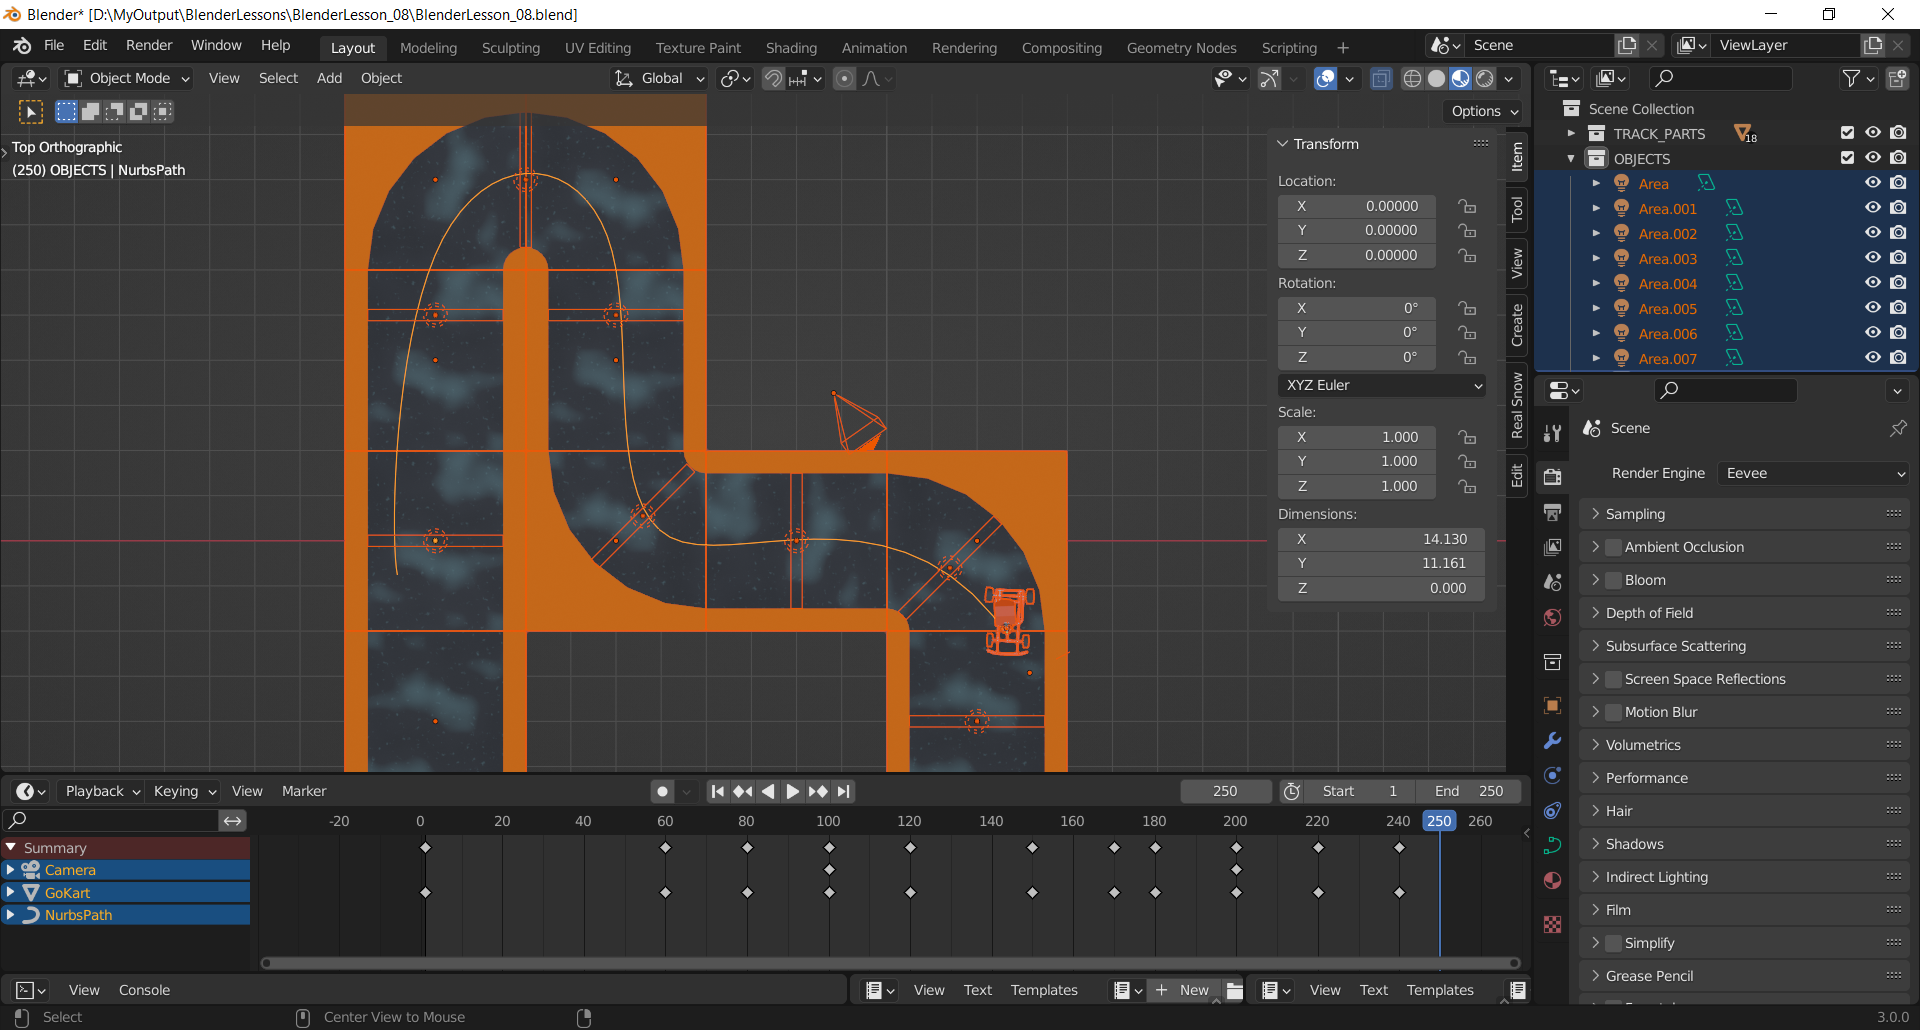 Blender* [D:\MyOutput\BlenderLessons\BlenderLesson_08\BlenderLesson_08.blend]
File Edit Render Window Help Layout Modeling Sculpting UV Editing Texture Paint Shading Animation Rendering Compositing Geometry Nodes Scripting + Scene ViewLayer
Object Mode View Select Add Object Global
Options
Top Orthographic
(250) OBJECTS | NurbsPath
Transform
Location:
X 0.00000
Y 0.00000
Z 0.00000
Rotation:
X 0°
Y 0°
Z 0°
XYZ Euler
Scale:
X 1.000
Y 1.000
Z 1.000
Dimensions:
X 14.130
Y 11.161
Z 0.000
Item
Tool
View
Create
Real Snow
Edit
Scene Collection
TRACK_PARTS 18
OBJECTS
Area
Area.001
Area.002
Area.003
Area.004
Area.005
Area.006
Area.007
Scene
Render Engine Eevee
Sampling
Ambient Occlusion
Bloom
Depth of Field
Subsurface Scattering
Screen Space Reflections
Motion Blur
Volumetrics
Performance
Hair
Shadows
Indirect Lighting
Film
Simplify
Grease Pencil
Playback Keying View Marker 250 Start 1 End 250
-20 0 20 40 60 80 100 120 140 160 180 200 220 240 250 260
Summary
Camera
GoKart
NurbsPath
View Console View Text Templates + New View Text Templates
Select Center View to Mouse 3.0.0